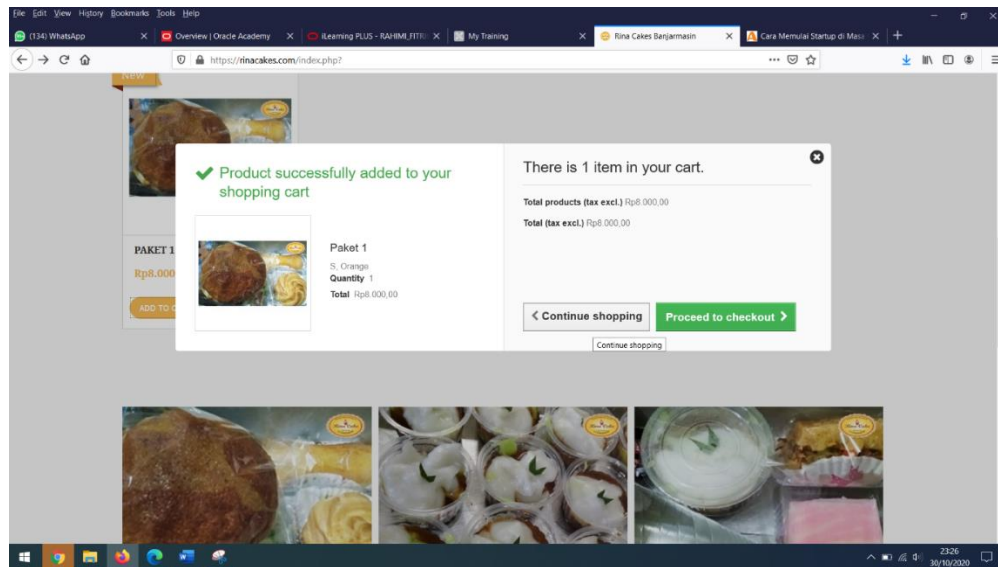 File Edit View History Bookmarks Tools Help
(134) WhatsApp
Overview | Oracle Academy
iLearning PLUS - RAHIMI_FITRI
My Training
Rina Cakes Banjarmasin
Cara Memulai Startup di Masa
https://rinacakes.com/index.php?
New
Product successfully added to your
shopping cart
Paket 1
S, Orange
Quantity 1
Total Rp8.000,00
There is 1 item in your cart.
Total products (tax excl.) Rp8.000,00
Total (tax excl.) Rp8.000,00
Continue shopping
Proceed to checkout
Continue shopping
PAKET 1
Rp8.000
ADD TO C
23:26
30/10/2020